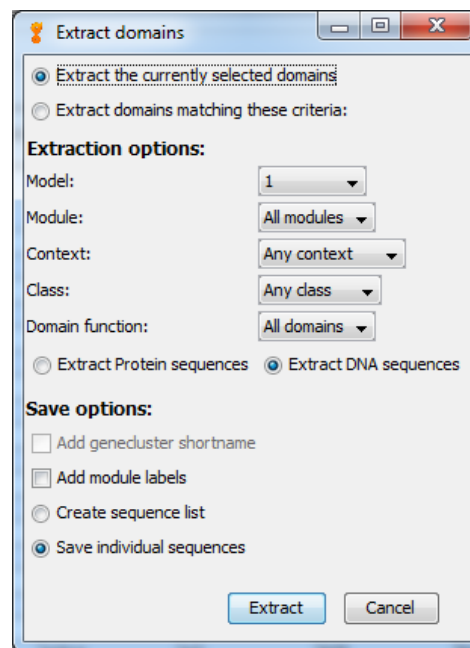 Extract domains
Extract the currently selected domains
Extract domains matching these criteria:
Extraction options:
Model: 1
Module: All modules
Context: Any context
Class: Any class
Domain function: All domains
Extract Protein sequences Extract DNA sequences
Save options:
Add genecluster shortname
Add module labels
Create sequence list
Save individual sequences
Extract Cancel